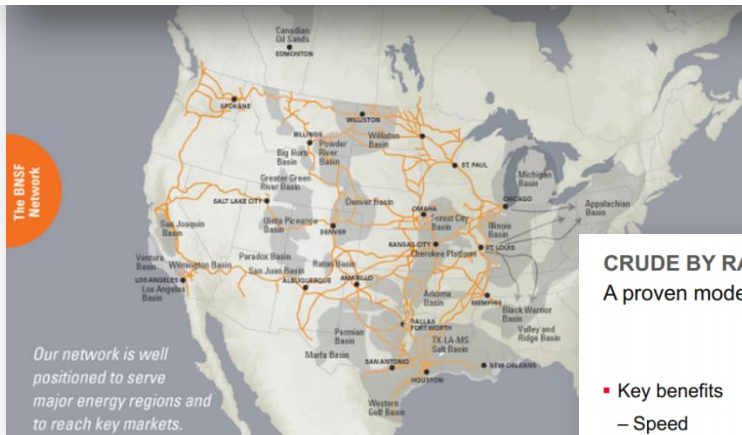 Canadian
Oil Sands
EDMONTON
The BNSF
Network
SPOKANE
WILLISTON
Williston
Basin
BILLINGS
Powder
River
Basin
Big Horn
Basin
ST. PAUL
Michigan
Basin
Greater Green
River Basin
SALT LAKE CITY
Denver Basin
OMAHA
Forest City
Basin
CHICAGO
Appalachian
Basin
San Joaquin
Basin
Uinta Piceance
Basin
DENVER
Illinois
Basin
KANSAS CITY
ST. LOUIS
Cherokee Platform
Ventura
Basin
Wilmington Basin
Paradox Basin
San Juan Basin
Raton Basin
LOS ANGELES
Los Angeles
Basin
ALBUQUERQUE
AMARILLO
Arkoma
Basin
MEMPHIS
Black Warrior
Basin
Valley and
Ridge Basin
DALLAS
FORT WORTH
Permian
Basin
TX-LA-MS
Salt Basin
Marfa Basin
SAN ANTONIO
HOUSTON
NEW ORLEANS
Western
Gulf Basin
Our network is well
positioned to serve
major energy regions and
to reach key markets.
CRUDE BY RA
A proven mode
Key benefits
– Speed